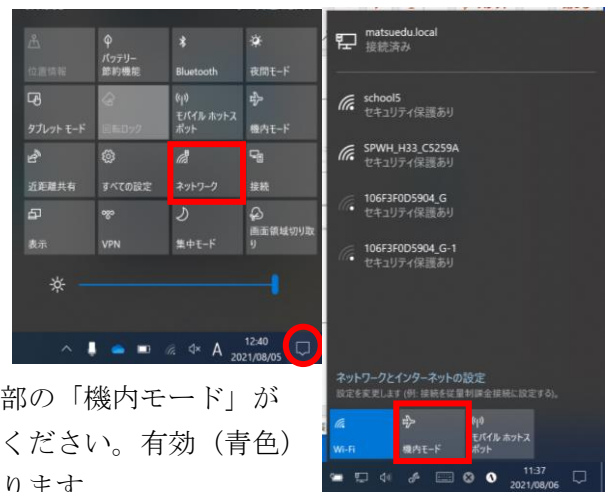 位置情報
バッテリー
節約機能
Bluetooth
夜間モード
タブレット モード
回転ロック
モバイル ホットス
ポット
機内モード
近距離共有
すべての設定
ネットワーク
接続
表示
VPN
集中モード
画面領域切り取
り
A
12:40
2021/08/05
部の「機内モード」が
ください。有効（青色）
ります
matsuedu.local
接続済み
school5
セキュリティ保護あり
SPWH_H33_C5259A
セキュリティ保護あり
106F3F0D5904_G
セキュリティ保護あり
106F3F0D5904_G-1
セキュリティ保護あり
ネットワークとインターネットの設定
設定を変更します (例: 接続を従量制課金接続に設定する)。
Wi-Fi
機内モード
モバイル ホットス
ポット
11:37
2021/08/06